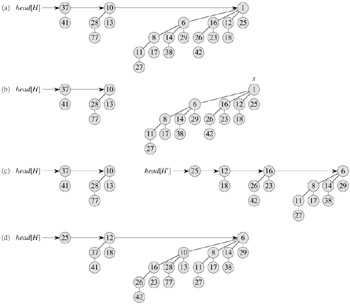 (a) head[H] 37 10 1
41 28 13 6 16 12 25
77 8 14 29 26 23 18
11 17 38 42
27
x
(b) head[H] 37 10 1
41 28 13 6 16 12 25
77 8 14 29 26 23 18
11 17 38 42
27
(c) head[H] 37 10 head[H'] 25 12 16 6
41 28 13 18 26 23 8 14 29
77 42 11 17 38
27
(d) head[H] 25 12 6
37 18 10 8 14 29
41 16 28 13 11 17 38
26 23 77 27
42